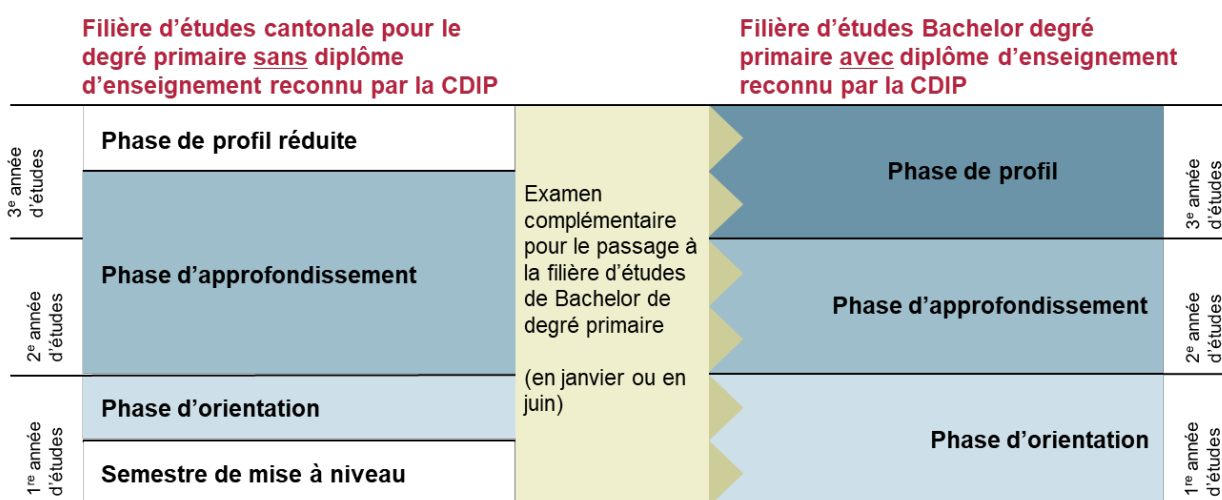 Filière d'études cantonale pour le
degré primaire sans diplôme
d'enseignement reconnu par la CDIP
Filière d'études Bachelor degré
primaire avec diplôme d'enseignement
reconnu par la CDIP
3e année
d'études
Phase de profil réduite
Phase d'approfondissement
2e année
d'études
Phase d'orientation
Semestre de mise à niveau
1re année
d'études
Examen
complémentaire
pour le passage à
la filière d'études
de Bachelor de
degré primaire
(en janvier ou en
juin)
Phase de profil
3e année
d'études
Phase d'approfondissement
2e année
d'études
Phase d'orientation
1re année
d'études